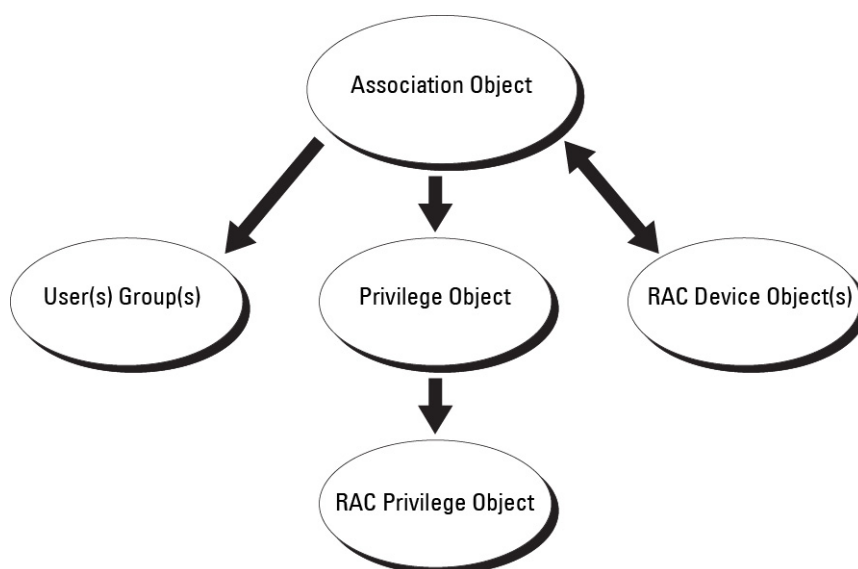 Association Object
User(s) Group(s)
Privilege Object
RAC Device Object(s)
RAC Privilege Object